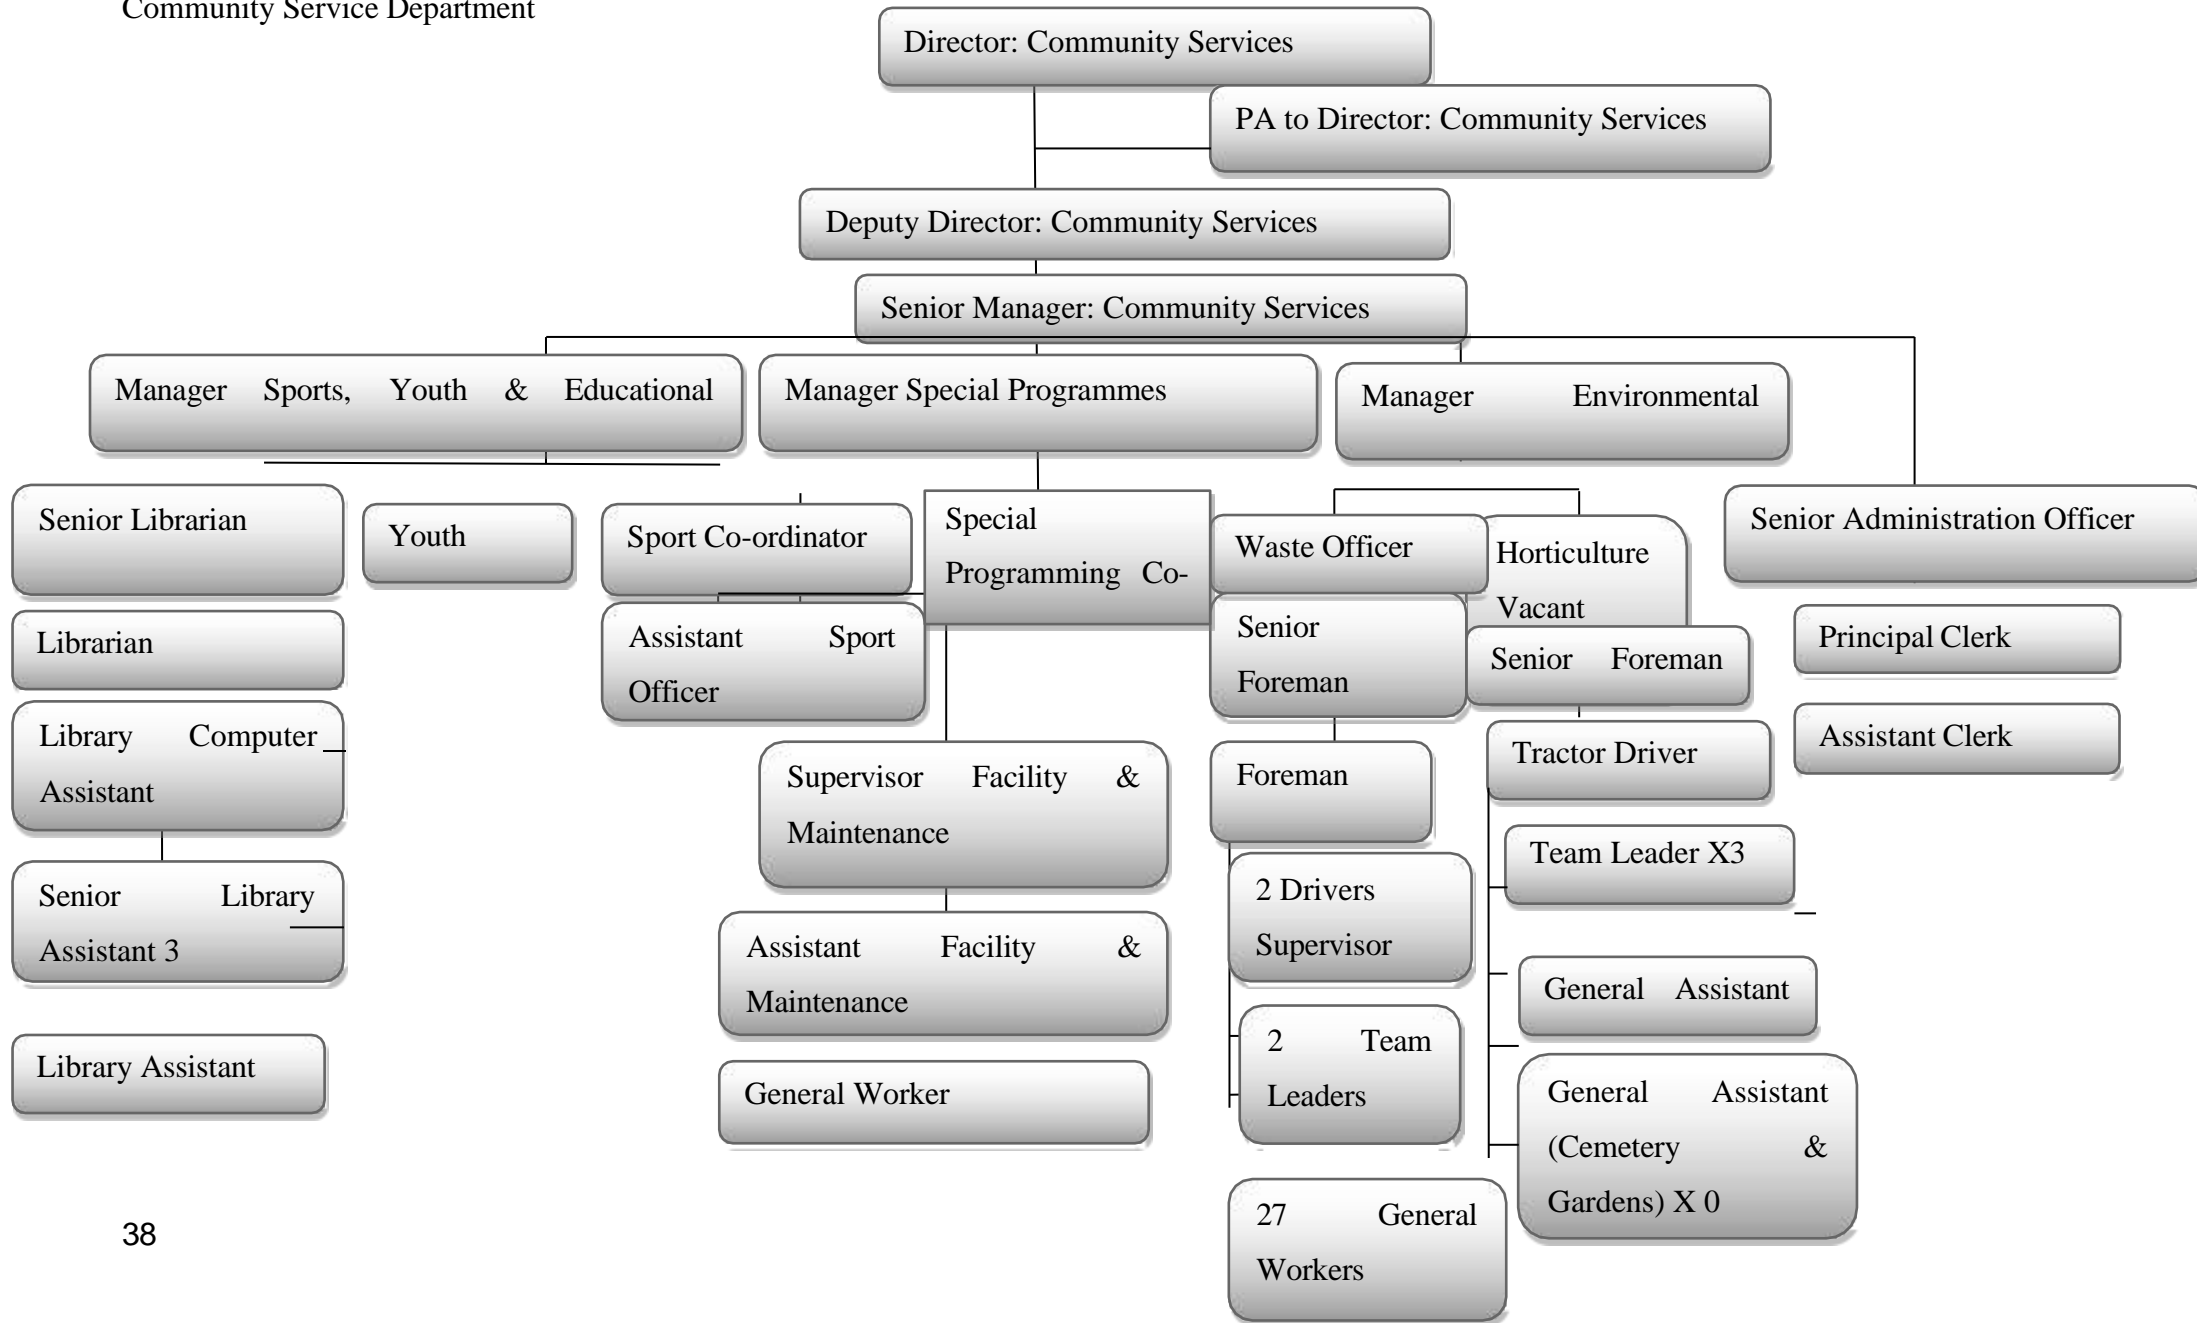 Community Service Department
Director: Community Services
PA to Director: Community Services
Deputy Director: Community Services
Senior Manager: Community Services
Manager Sports, Youth & Educational
Manager Special Programmes
Manager Environmental
Senior Librarian
Youth
Sport Co-ordinator
Special
Programming Co-
Waste Officer
Horticulture
Vacant
Senior Administration Officer
Librarian
Assistant Sport
Officer
Senior
Foreman
Senior Foreman
Principal Clerk
Library Computer
Assistant
Supervisor Facility &
Maintenance
Foreman
Tractor Driver
Assistant Clerk
Senior Library
Assistant 3
Assistant Facility &
Maintenance
2 Drivers
Supervisor
Team Leader X3
General Assistant
Library Assistant
General Worker
2 Team
Leaders
General Assistant
(Cemetery &
Gardens) X 0
27 General
Workers
38